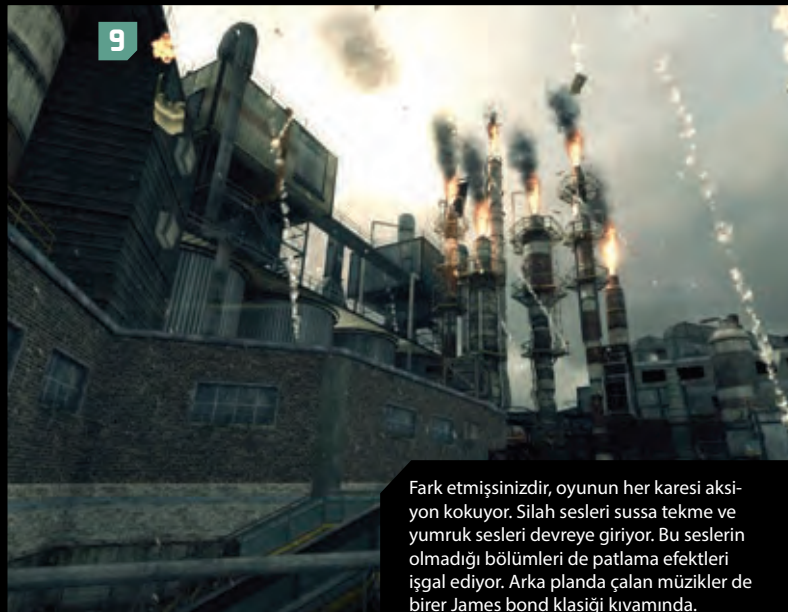 9
Fark etmişsinizdir, oyunun her karesi aksi-
yon kokuyor. Silah sesleri sussa tekme ve
yumruk sesleri devreye giriyor. Bu seslerin
olmadığı bölümleri de patlama efektleri
işgal ediyor. Arka planda çalan müzikler de
birer James bond klasiği kıvamında.